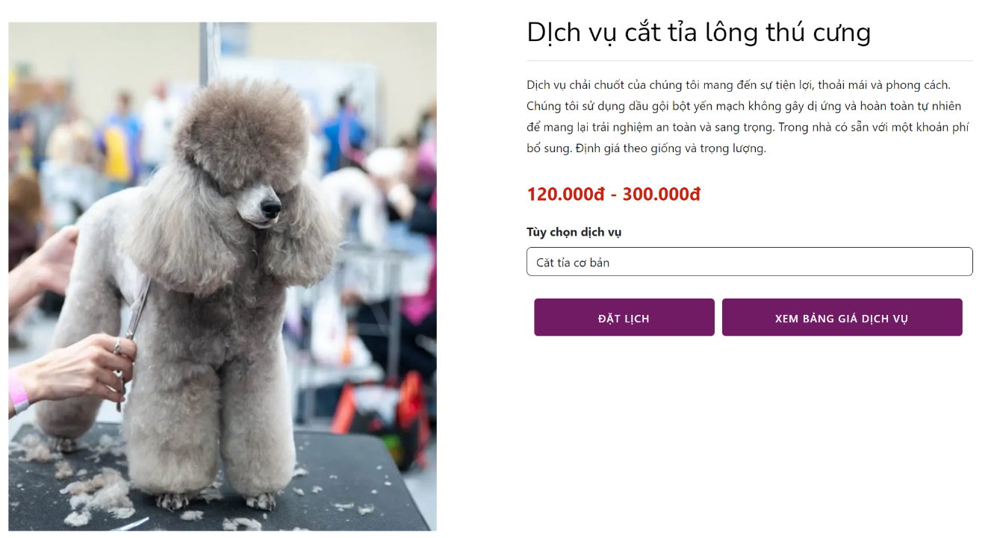 Dịch vụ cắt tỉa lông thú cưng
Dịch vụ chải chuốt của chúng tôi mang đến sự tiện lợi, thoải mái và phong cách.
Chúng tôi sử dụng dầu gội bột yến mạch không gây dị ứng và hoàn toàn tự nhiên
để mang lại trải nghiệm an toàn và sang trọng. Trong nhà có sẵn với một khoản phí
bổ sung. Định giá theo giống và trọng lượng.
120.000đ - 300.000đ
Tùy chọn dịch vụ
Cắt tỉa cơ bản
ĐẶT LỊCH
XEM BẢNG GIÁ DỊCH VỤ